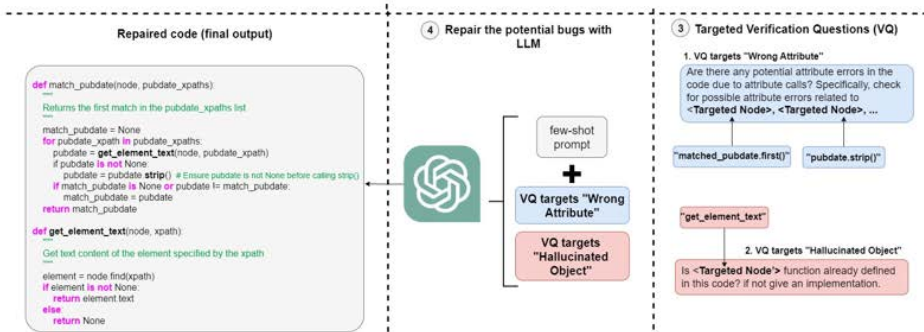 Repaired code (final output)
def match_pubdate(node, pubdate_xpaths):
"""
Returns the first match in the pubdate_xpaths list
"""
match_pubdate = None
for pubdate_xpath in pubdate_xpaths:
pubdate = get_element_text(node, pubdate_xpath)
if pubdate is not None:
pubdate = pubdate.strip() # Ensure pubdate is not None before calling strip()
if match_pubdate is None or pubdate != match_pubdate:
match_pubdate = pubdate
return match_pubdate
def get_element_text(node, xpath):
"""
Get text content of the element specified by the xpath
"""
element = node.find(xpath)
if element is not None:
return element.text
else
return None
4 Repair the potential bugs with
LLM
few-shot
prompt
+
VQ targets "Wrong
Attribute"
VQ targets
"Hallucinated
Object"
3 Targeted Verification Questions (VQ)
1. VQ targets "Wrong Attribute"
Are there any potential attribute errors in the
code due to attribute calls? Specifically, check
for possible attribute errors related to
<Targeted Node>, <Targeted Node>, ...
"matched_pubdate.first()"
"pubdate.strip()"
"get_element_text"
2. VQ targets "Hallucinated Object"
Is <Targeted Node'> function already defined
in this code? if not give an implementation.